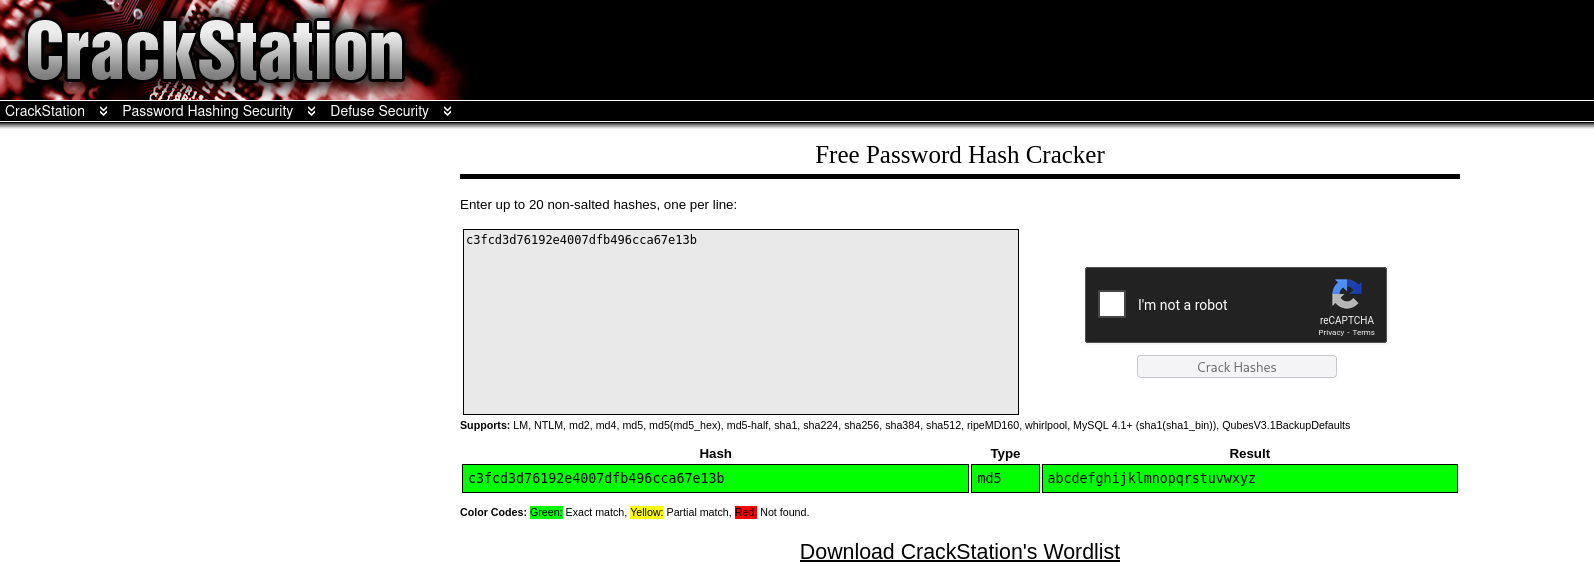 CrackStation
CrackStation Password Hashing Security Defuse Security
Free Password Hash Cracker
Enter up to 20 non-salted hashes, one per line:
c3fcd3d76192e4007dfb496cca67e13b
I'm not a robot
reCAPTCHA
Privacy - Terms
Crack Hashes
Supports: LM, NTLM, md2, md4, md5, md5(md5_hex), md5-half, sha1, sha224, sha256, sha384, sha512, ripeMD160, whirlpool, MySQL 4.1+ (sha1(sha1_bin)), QubesV3.1BackupDefaults
Hash Type Result
c3fcd3d76192e4007dfb496cca67e13b md5 abcdefghijklmnopqrstuvwxyz
Color Codes: Green: Exact match, Yellow: Partial match, Red: Not found.
Download CrackStation's Wordlist